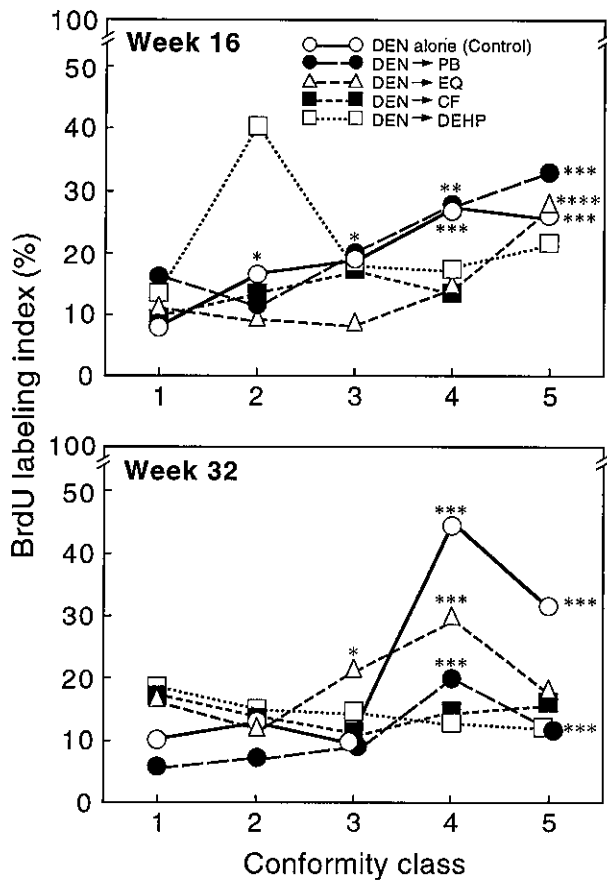 BrdU labeling index (%)
100
Week 16
DEN alorie (Control)
DEN → PB
DEN → EQ
DEN → CF
DEN → DEHP
50
40
30
20
10
0
*
*
**
***
***
****
***
1 2 3 4 5
100
Week 32
50
40
30
20
10
0
*
***
***
***
***
***
1 2 3 4 5
Conformity class